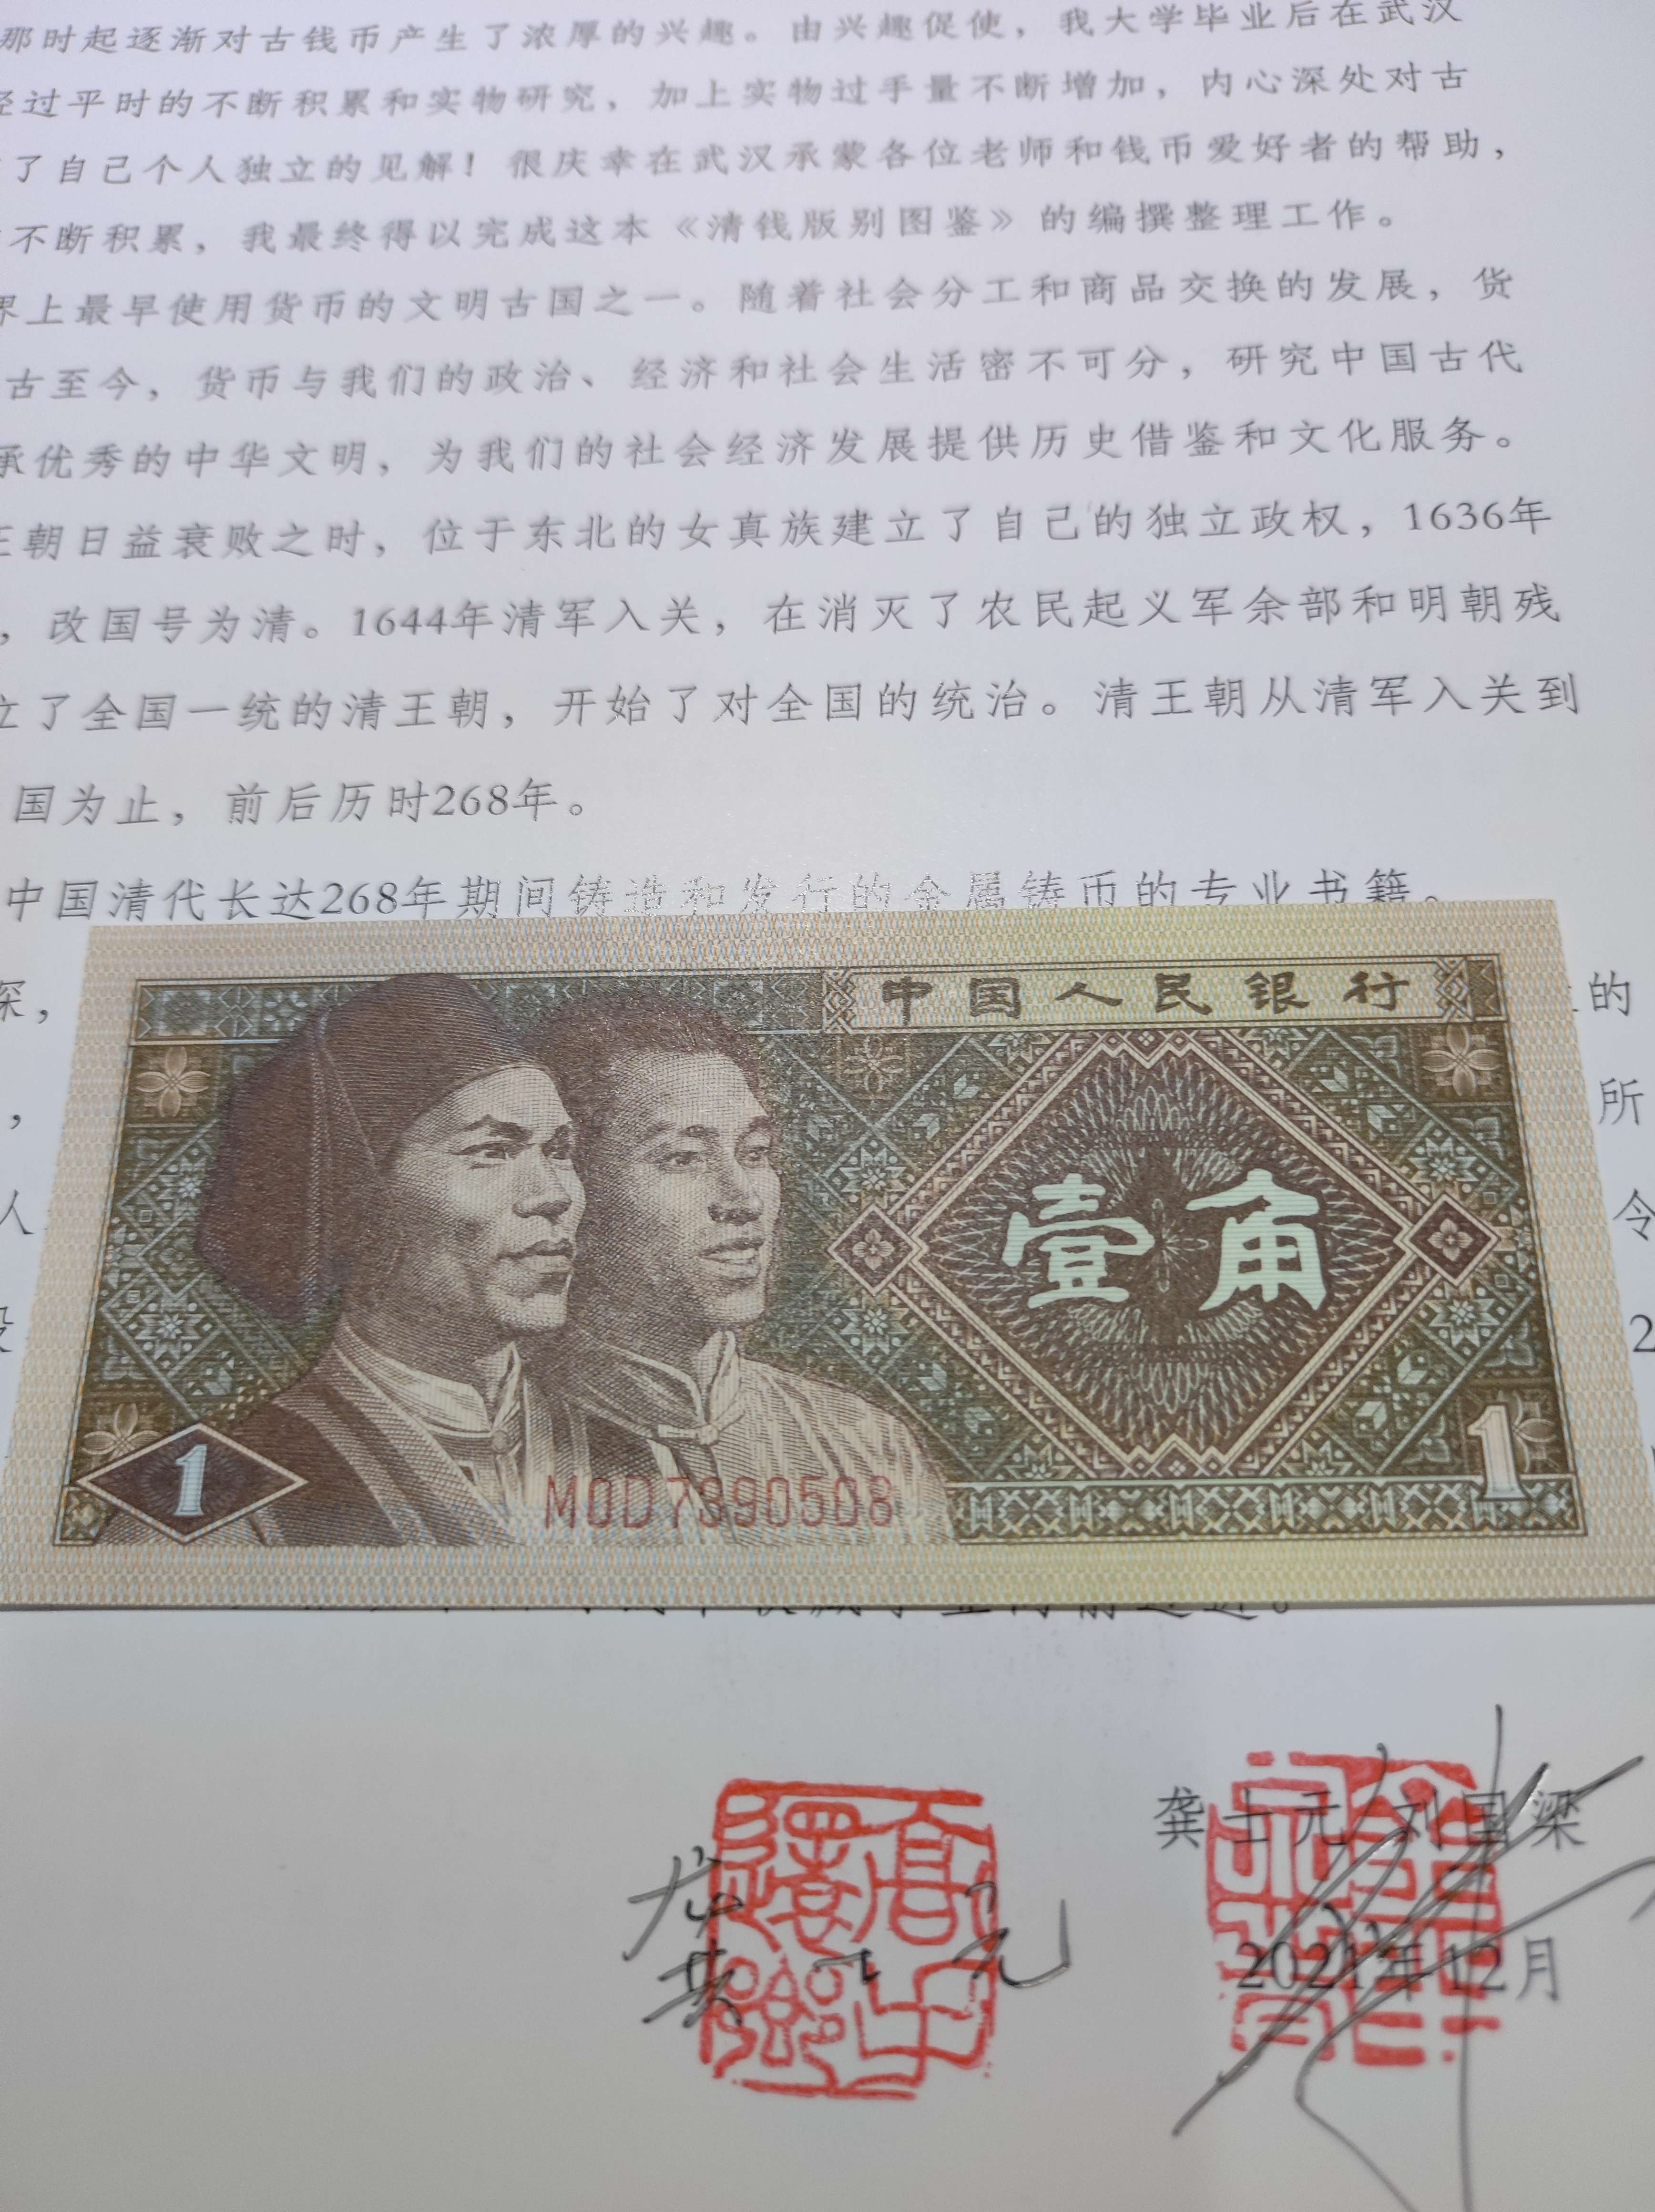 那时起逐渐对古钱币产生了浓厚的兴趣。由兴趣促使，我大学毕业后在武汉
经过平时的不断积累和实物研究，加上实物过手量不断增加，内心深处对古
了自己个人独立的见解！很庆幸在武汉承蒙各位老师和钱币爱好者的帮助，
不断积累，我最终得以完成这本《清钱版别图鉴》的编撰整理工作。
界上最早使用货币的文明古国之一。随着社会分工和商品交换的发展，货
古至今，货币与我们的政治、经济和社会生活密不可分，研究中国古代
承优秀的中华文明，为我们的社会经济发展提供历史借鉴和文化服务。
王朝日益衰败之时，位于东北的女真族建立了自己的独立政权，1636年
，改国号为清。1644年清军入关，在消灭了农民起义军余部和明朝残
立了全国一统的清王朝，开始了对全国的统治。清王朝从清军入关到
国为止，前后历时268年。
中国清代长达268年期间铸造和发行的金属铸币的专业书籍。
深，
的
中国人民银行
，
所
人
令
壹角
2
1
1
M0D7390508
龚士元 刘国梁
龚士元
2021年12月